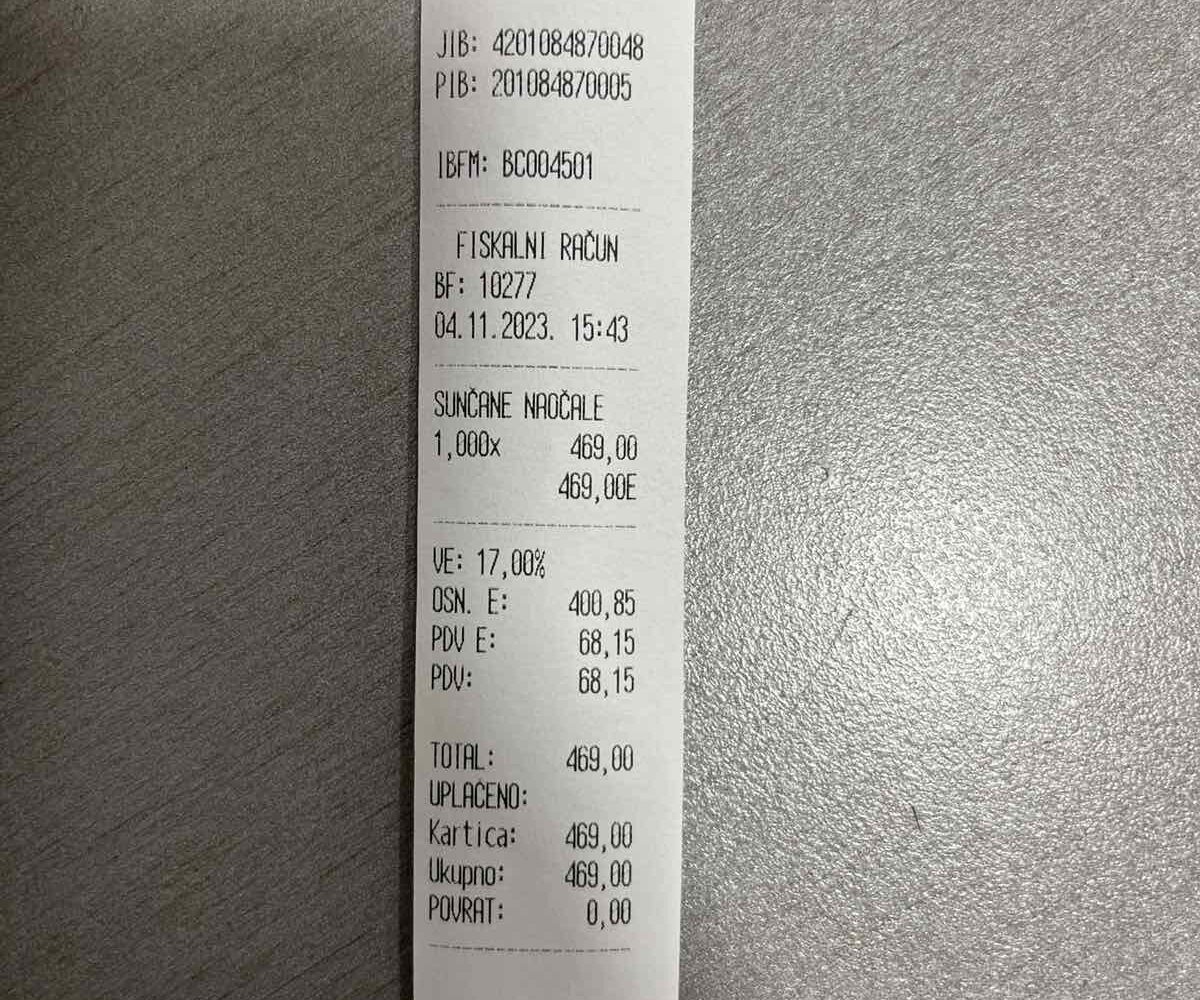 JIB: 4201084870048
PIB: 201084870005
IBFM: BC004501
FISKALNI RAČUN
BF: 10277
04.11.2023. 15:43
SUNČANE NAOČALE
1,000x 469,00
469,00E
VE: 17,00%
OSN. E: 400,85
PDV E: 68,15
PDV: 68,15
TOTAL: 469,00
UPLAĆENO:
Kartica: 469,00
Ukupno: 469,00
POVRAT: 0,00